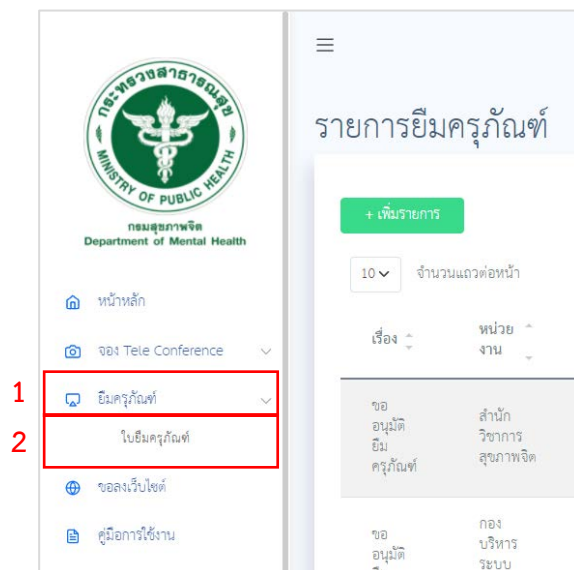 กระทรวงสาธารณสุข
MINISTRY OF PUBLIC HEALTH
กรมสุขภาพจิต
Department of Mental Health
หน้าหลัก
จอง Tele Conference
1
ยืมครุภัณฑ์
2
ใบยืมครุภัณฑ์
ขอลงเว็บไซต์
คู่มือการใช้งาน
รายการยืมครุภัณฑ์
+ เพิ่มรายการ
10 จำนวนแถวต่อหน้า
เรื่อง
หน่วย
งาน
ขอ
อนุมัติ
ยืม
ครุภัณฑ์
สำนัก
วิชาการ
สุขภาพจิต
ขอ
อนุมัติ
กอง
บริหาร
ระบบ